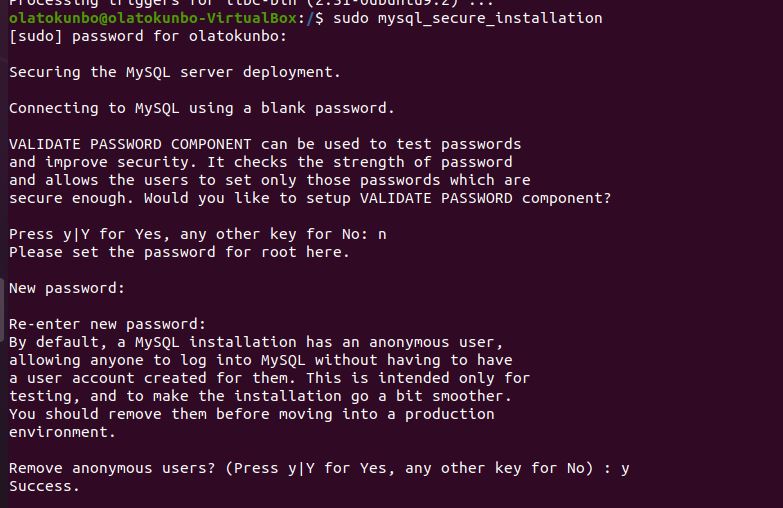 Processing triggers for libc-bin (2.31-0ubuntu9.2) ...
olatokunbo@olatokunbo-VirtualBox:/$ sudo mysql_secure_installation
[sudo] password for olatokunbo:
Securing the MySQL server deployment.
Connecting to MySQL using a blank password.
VALIDATE PASSWORD COMPONENT can be used to test passwords
and improve security. It checks the strength of password
and allows the users to set only those passwords which are
secure enough. Would you like to setup VALIDATE PASSWORD component?
Press y|Y for Yes, any other key for No: n
Please set the password for root here.
New password:
Re-enter new password:
By default, a MySQL installation has an anonymous user,
allowing anyone to log into MySQL without having to have
a user account created for them. This is intended only for
testing, and to make the installation go a bit smoother.
You should remove them before moving into a production
environment.
Remove anonymous users? (Press y|Y for Yes, any other key for No) : y
Success.